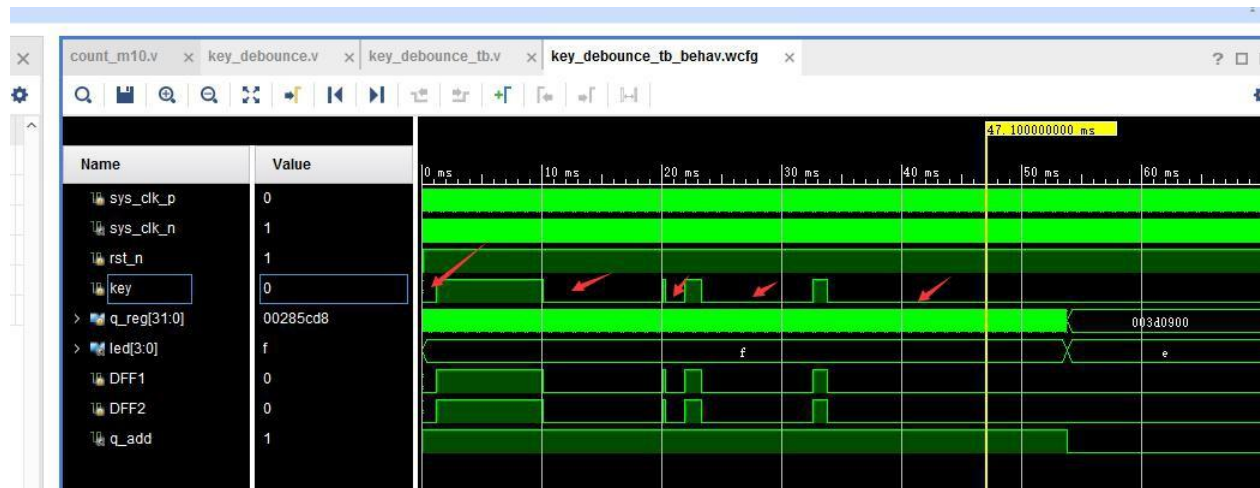 count_m10.v × key_debounce.v × key_debounce_tb.v × key_debounce_tb_behav.wcfg ×
47.100000000 ms
Name Value
0 ms 10 ms 20 ms 30 ms 40 ms 50 ms 60 ms
sys_clk_p 0
sys_clk_n 1
rst_n 1
key 0
q_reg[31:0] 00285cd8 003d0900
led[3:0] f f e
DFF1 0
DFF2 0
q_add 1